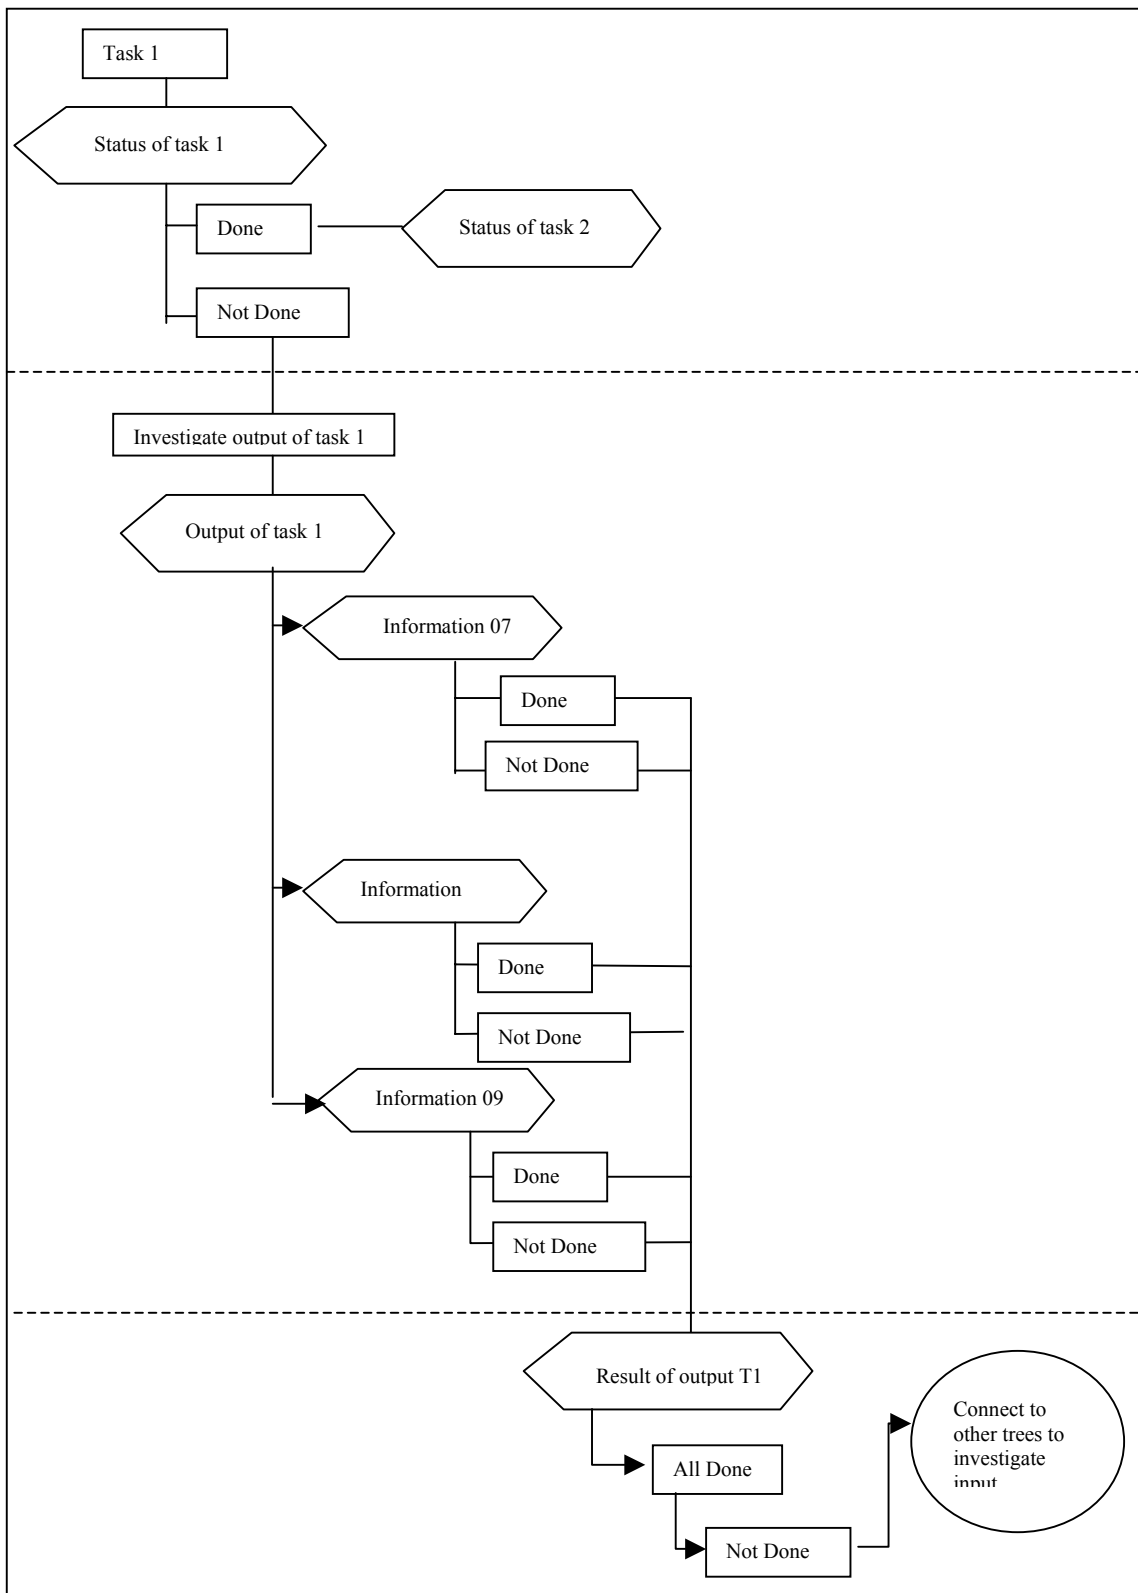 Task 1
Status of task 1
Done
Status of task 2
Not Done
Investigate output of task 1
Output of task 1
Information 07
Done
Not Done
Information
Done
Not Done
Information 09
Done
Not Done
Result of output T1
Connect to
other trees to
investigate
input
All Done
Not Done